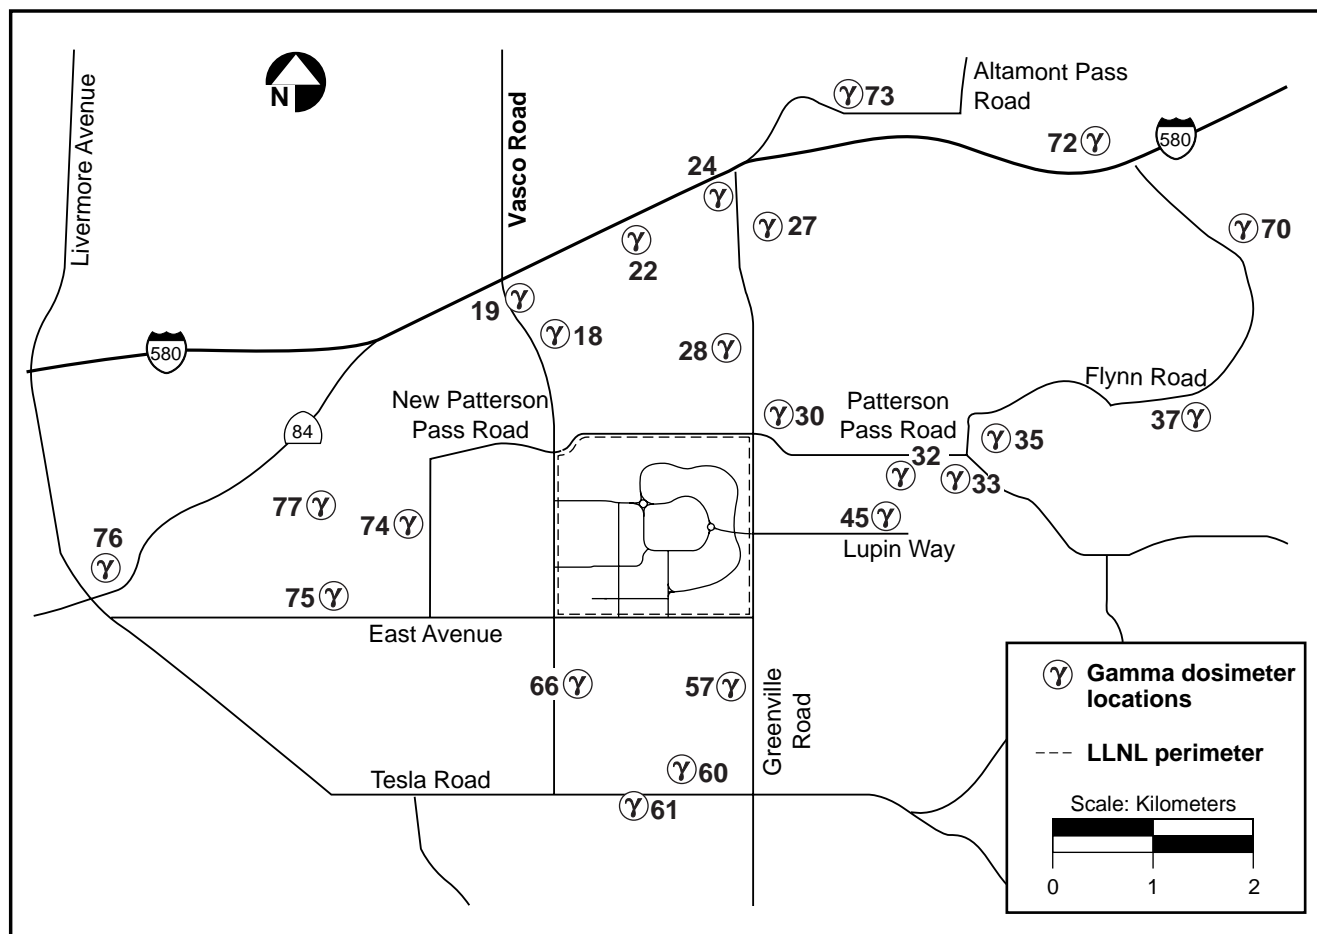 Altamont Pass
Road
73
72
580
N
Livermore Avenue
Vasco Road
24
27
70
22
19
18
28
580
Flynn Road
New Patterson
Pass Road
Patterson
Pass Road
30
37
84
35
32
33
77
74
45
76
Lupin Way
75
East Avenue
66
57
Greenville
Road
60
Tesla Road
61
γ Gamma dosimeter
locations
LLNL perimeter
Scale: Kilometers
0 1 2